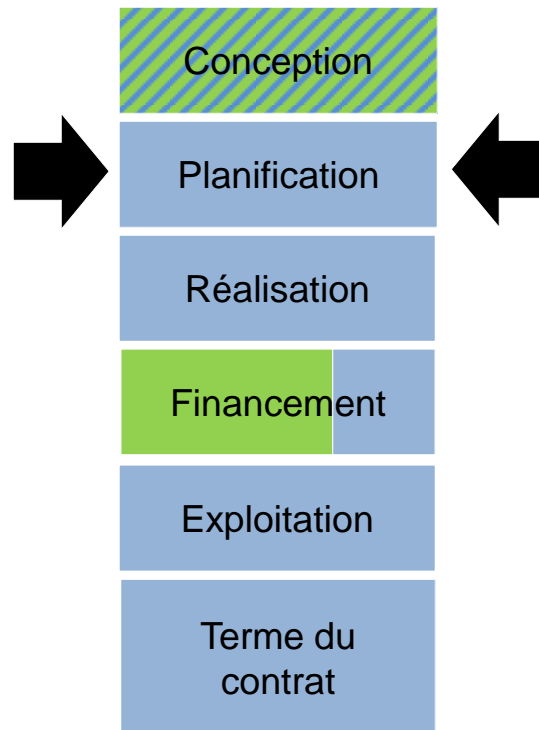 Conception
Planification
Réalisation
Financement
Exploitation
Terme du
contrat